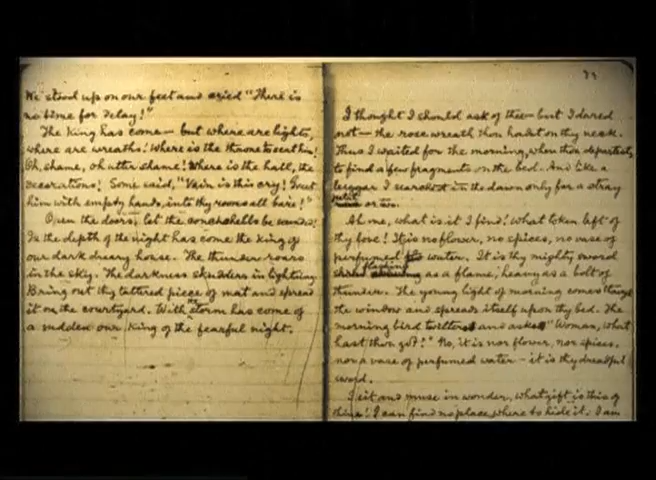 We stood up on our feet and cried "There is
no time for delay!"
The King has come — but where are lights,
where are wreaths! Where is the throne to seat him!
Oh, shame, oh utter shame! Where is the hall, the
decorations! Some said, "Vain is this cry! Greet
him with empty hands, into thy rooms all bare!"
Open the doors, let the conchshells be sounded!
In the depth of the night has come the King of
our dark dreary house. The thunder roars
in the sky. The darkness shudders in lightning.
Bring out thy tattered piece of mat and spread
it on the courtyard. With the storm has come of
a sudden our King of the fearful night.
I thought I should ask of thee — but I dared
not — the rose wreath thou hadst on thy neck.
Thus I waited for the morning, when thou departedst,
to find a few fragments on the bed. And like a
beggar I searched in the dawn only for a stray
petal or two.
Ah me, what is it I find! What token left of
thy love! It is no flower, no spices, no vase of
perfumed water. It is thy mighty sword
flashing as a flame, heavy as a bolt of
thunder. The young light of morning comes through
the window and spreads itself upon thy bed. The
morning bird twitters and asks "Woman, what
hast thou got?" No, it is nor flower, nor spices,
nor a vase of perfumed water — it is thy dreadful
sword.
I sit and muse in wonder, what gift is this of
thine! I can find no place where to hide it. I am